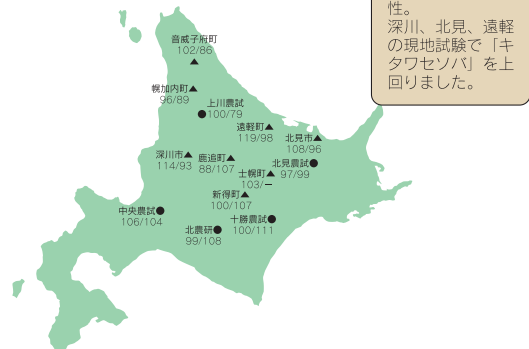 性。
深川、北見、遠軽
の現地試験で「キ
タワセソバ」を上
回りました。
音威子府町
102/86
幌加内町
96/89
上川農試
100/79
遠軽町
119/98
北見市
108/96
深川市
114/93
鹿追町
88/107
北見農試
97/99
士幌町
103/ー
新得町
100/107
中央農試
106/104
北農研
99/108
十勝農試
100/111